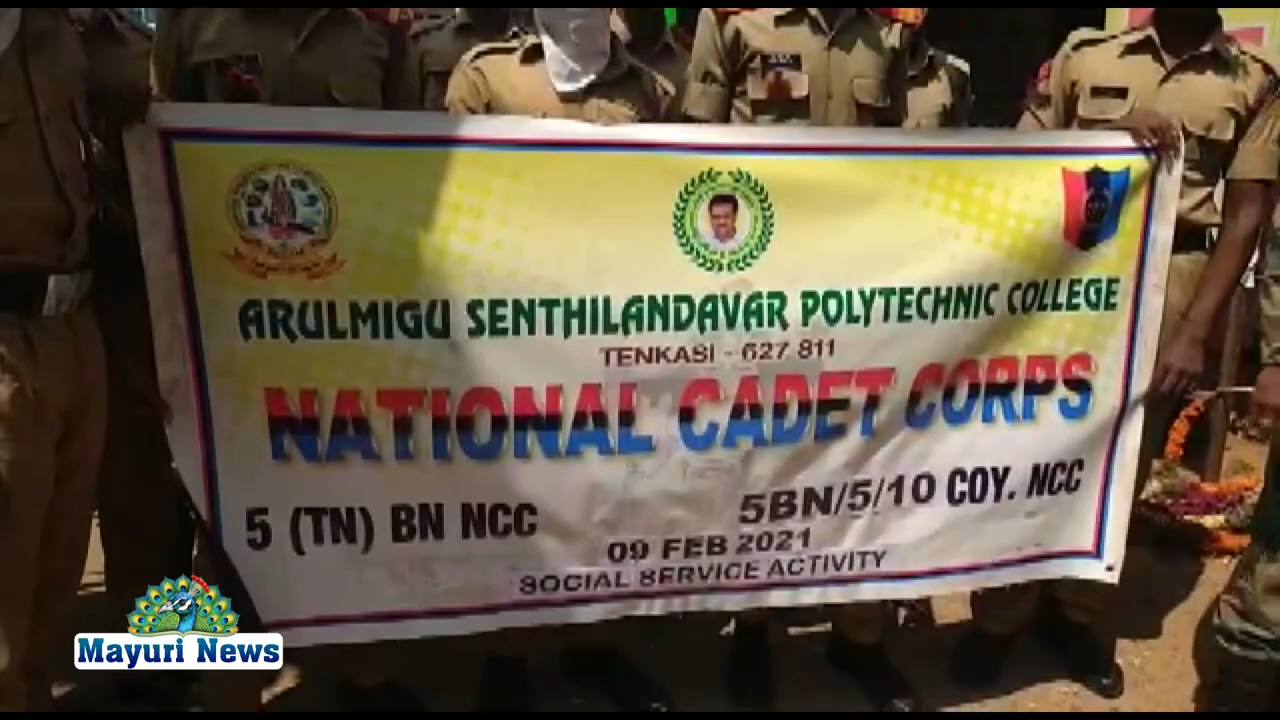 ARULMIGU SENTHILANDAVAR POLYTECHNIC COLLEGE
TENKASI - 627 811
NATIONAL CADET CORPS
5 (TN) BN NCC
5BN/5/10 COY. NCC
09 FEB 2021
SOCIAL SERVICE ACTIVITY
Mayuri News